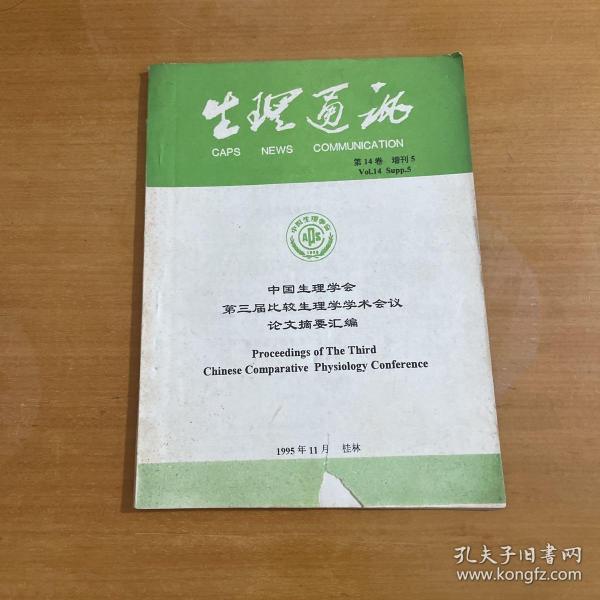 生理通讯
CAPS NEWS COMMUNICATION
第14卷 增刊5
Vol.14 Supp.5
中国生理学会
CAPS
1926
中国生理学会
第三届比较生理学学术会议
论文摘要汇编
Proceedings of The Third
Chinese Comparative Physiology Conference
1995年11月 桂林
孔夫子旧书网
www.kongfz.com